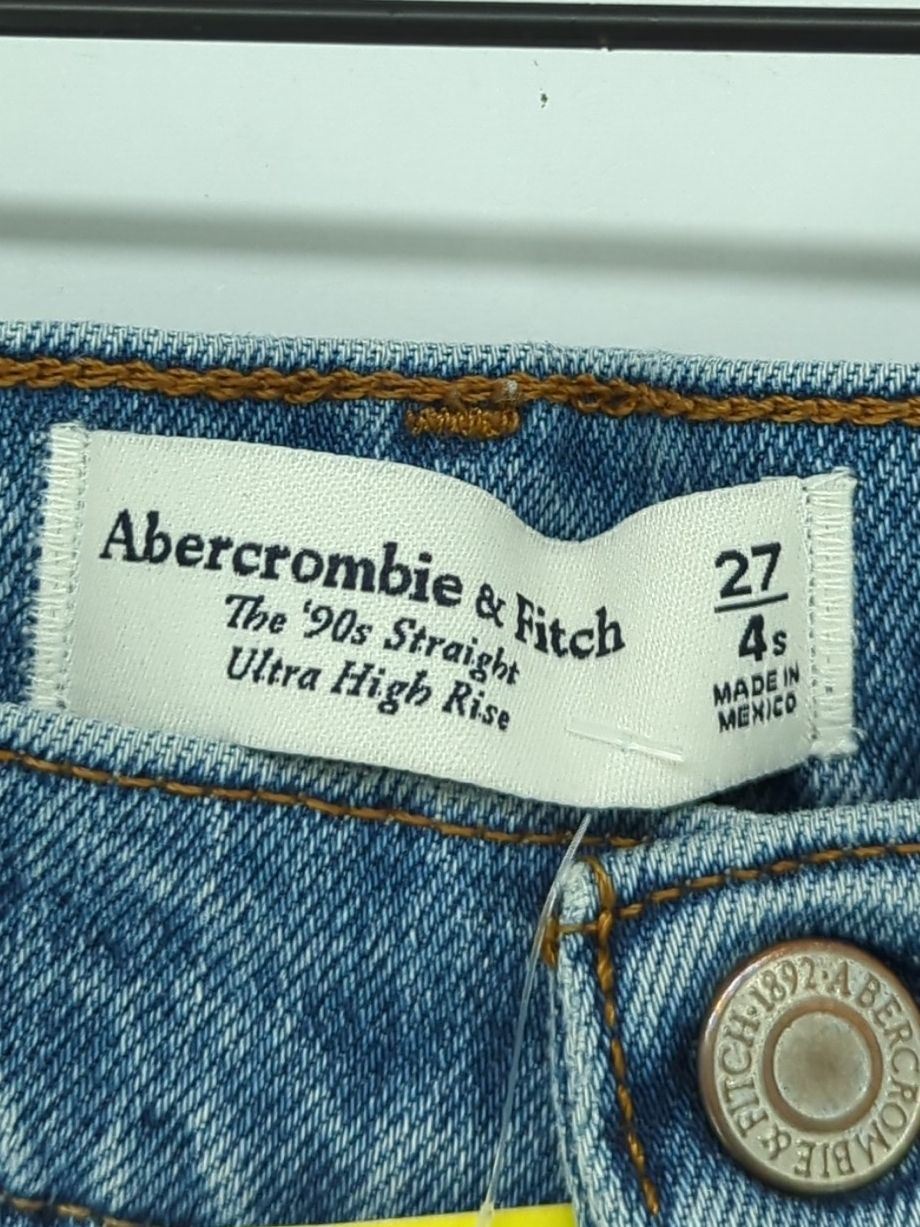 Abercrombie & Fitch
The '90s Straight
Ultra High Rise
27
4s
MADE IN
MEXICO
1892 · ABERCROMBIE & FITCH ·